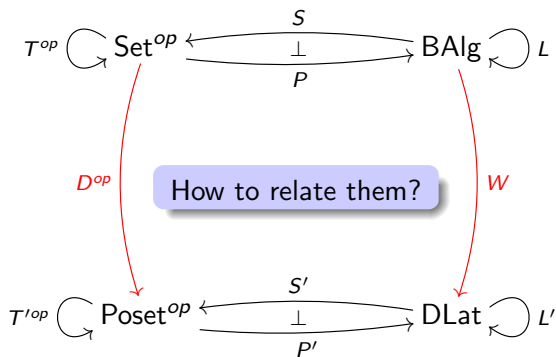 S
T^op Set^op ⊥ BAlg L
P
D^op How to relate them? W
S′
T′^op Poset^op ⊥ DLat L′
P′